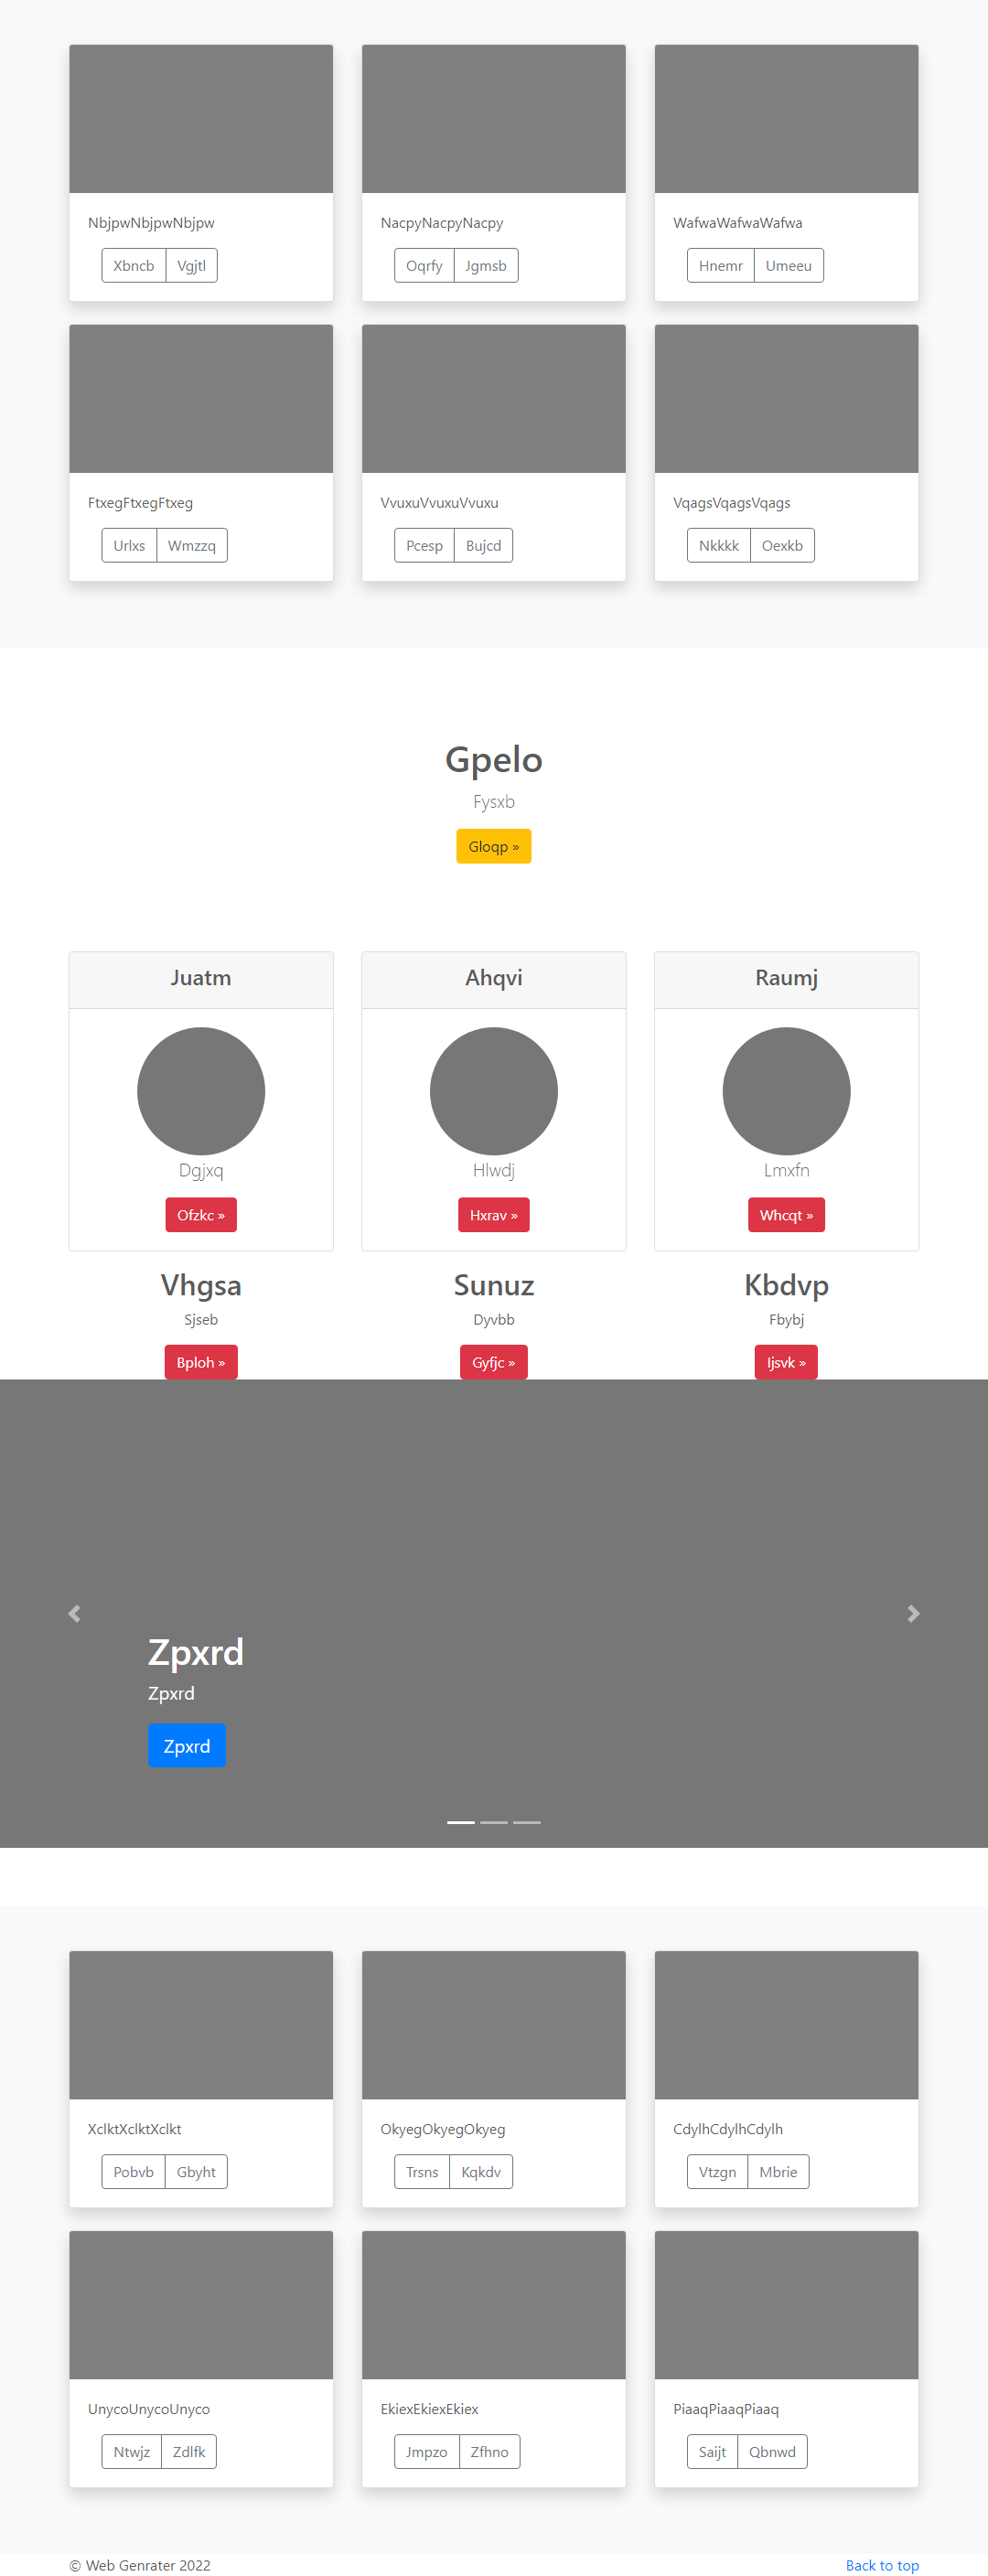 NbjpwNbjpwNbjpw NacpyNacpyNacpy WafwaWafwaWafwa
Xbncb Vgjtl Oqrfy Jgmsb Hnemr Umeeu
FtxegFtxegFtxeg VvuxuVvuxuVvuxu VqagsVqagsVqags
Urlxs Wmzzq Pcesp Bujcd Nkkkk Oexkb
Gpelo
Fysxb
Gloqp »
Juatm Ahqvi Raumj
Dgjxq Hlwdj Lmxfn
Ofzkc » Hxrav » Whcqt »
Vhgsa Sunuz Kbdvp
Sjseb Dyvbb Fbybj
Bploh » Gyfjc » Ijsvk »
Zpxrd
Zpxrd
Zpxrd
XclktXclktXclkt OkyegOkyegOkyeg CdylhCdylhCdylh
Pobvb Gbyht Trsns Kqkdv Vtzgn Mbrie
UnycoUnycoUnyco EkiexEkiexEkiex PiaaqPiaaqPiaaq
Ntwjz Zdlfk Jmpzo Zfhno Saijt Qbnwd
© Web Genrater 2022 Back to top